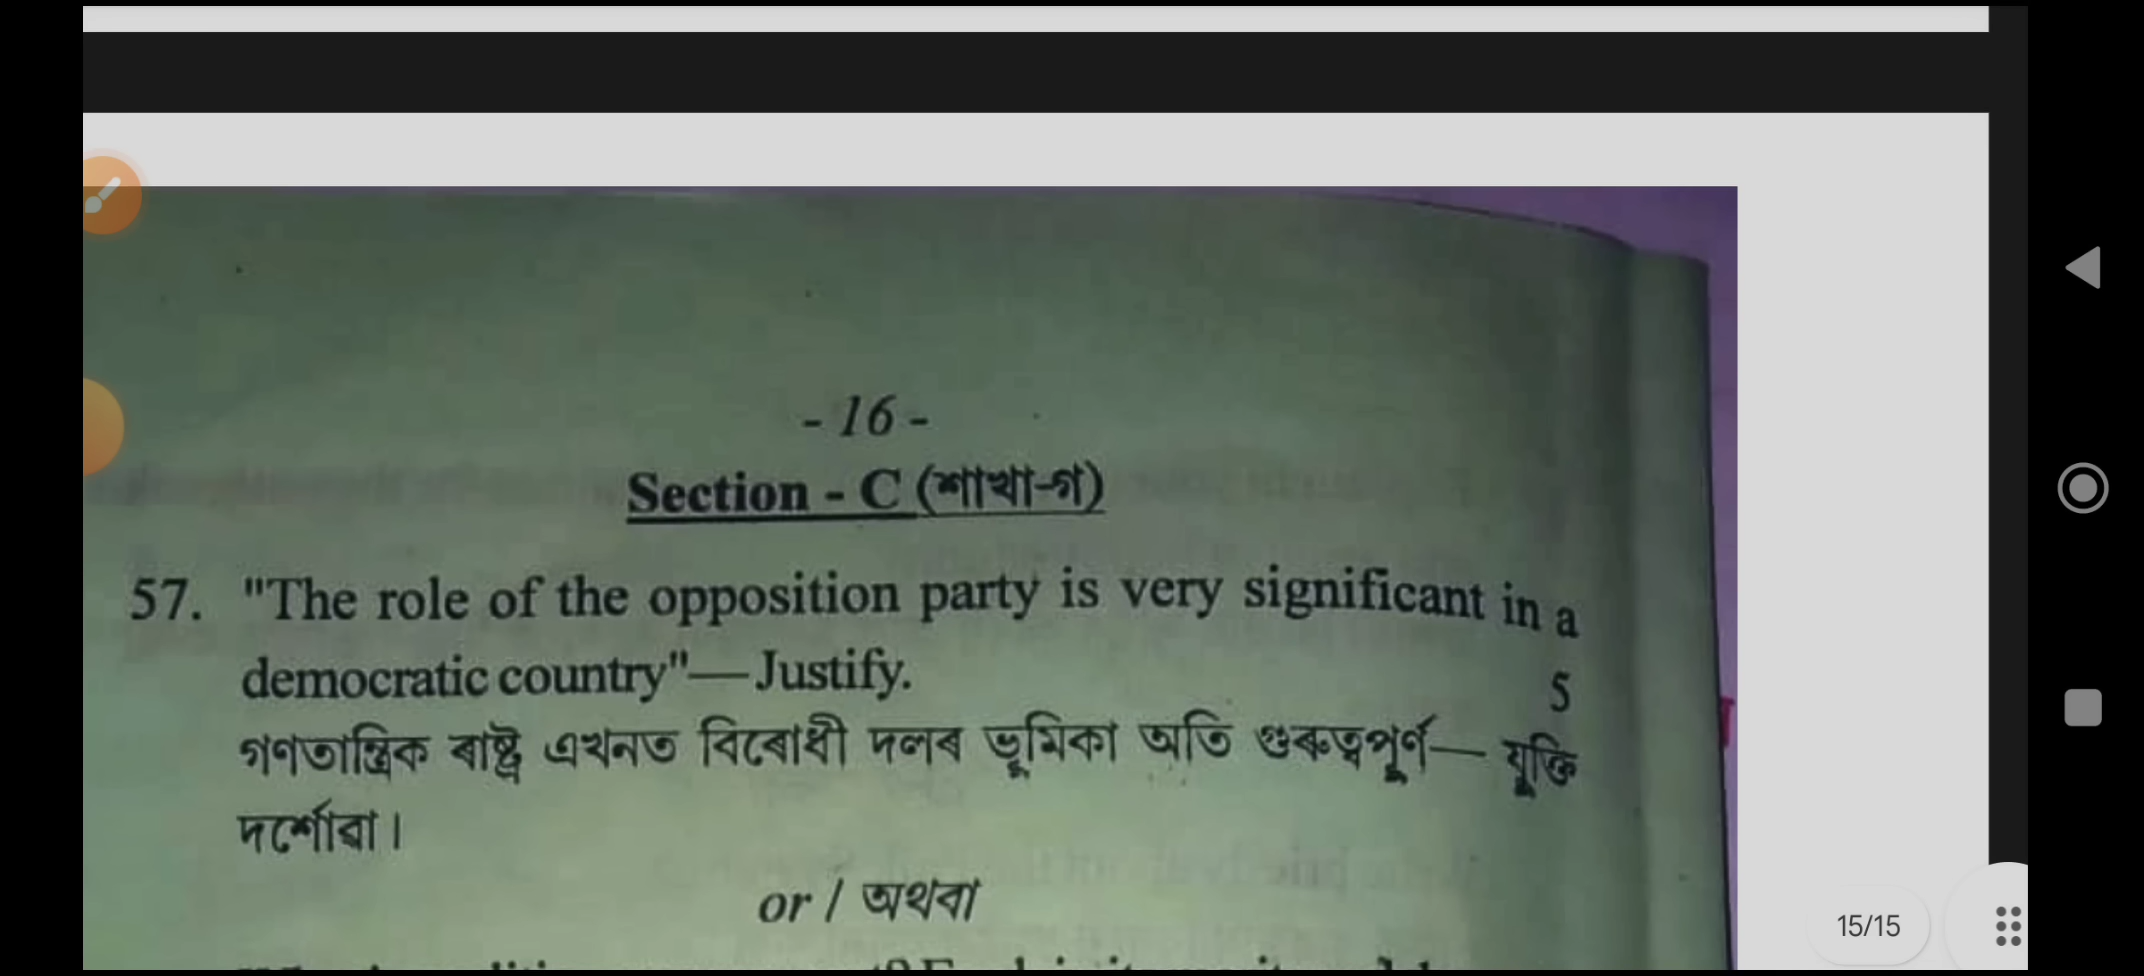 - 16 -
Section - C (শাখা-গ)
57. "The role of the opposition party is very significant in a
democratic country"—Justify. 5
গণতান্ত্ৰিক ৰাষ্ট্ৰ এখনত বিৰোধী দলৰ ভূমিকা অতি গুৰুত্বপূৰ্ণ— যুক্তি
দৰ্শোৱা।
or / অথবা
15/15